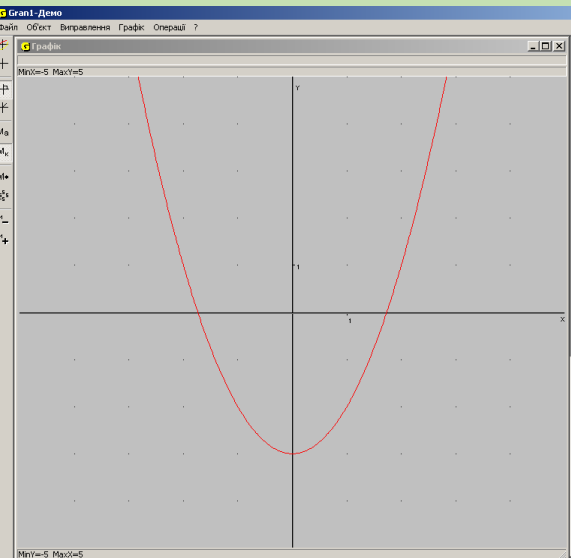 Gran1-Демо
Файл Об'єкт Виправлення Графік Операції ?
Графік
MinX=-5 MaxY=5
Y
1
1
X
MinY=-5 MaxX=5